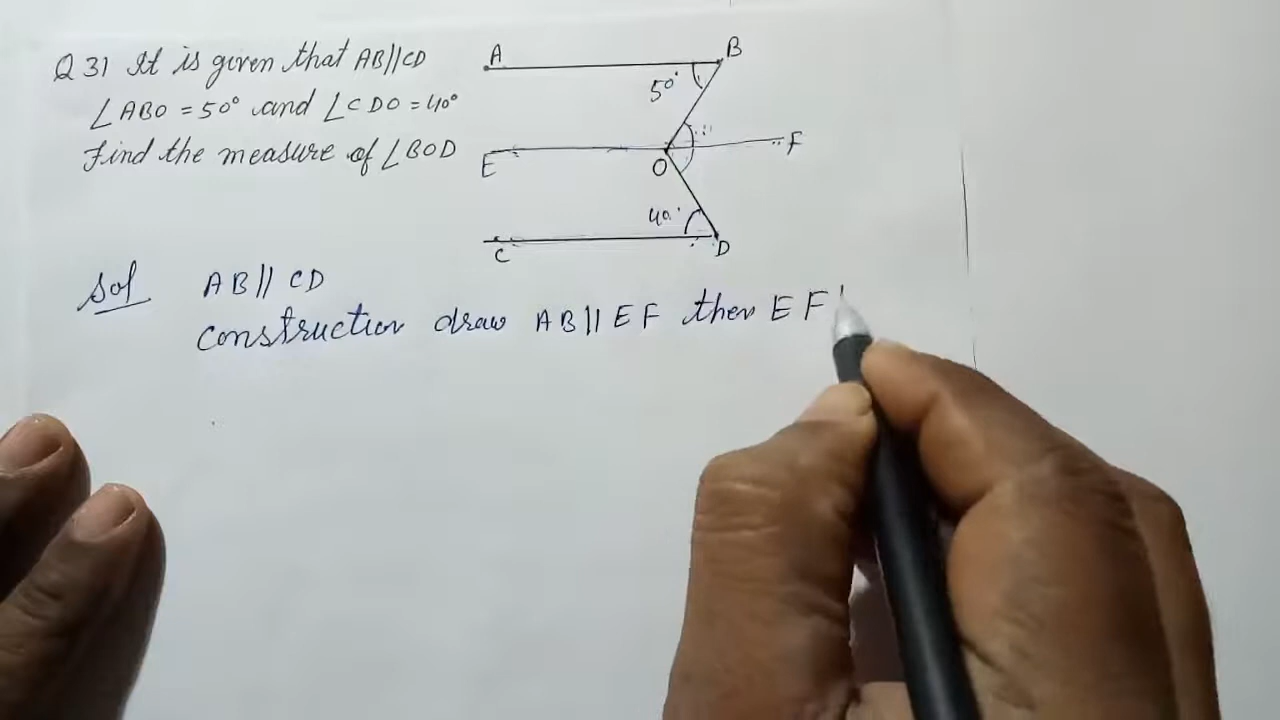 Q 31 It is given that AB||CD
∠ABO = 50° and ∠CDO = 40°
Find the measure of ∠BOD
A
B
50°
E
O
F
40°
C
D
Sol AB || CD
Construction draw AB || EF then EF |